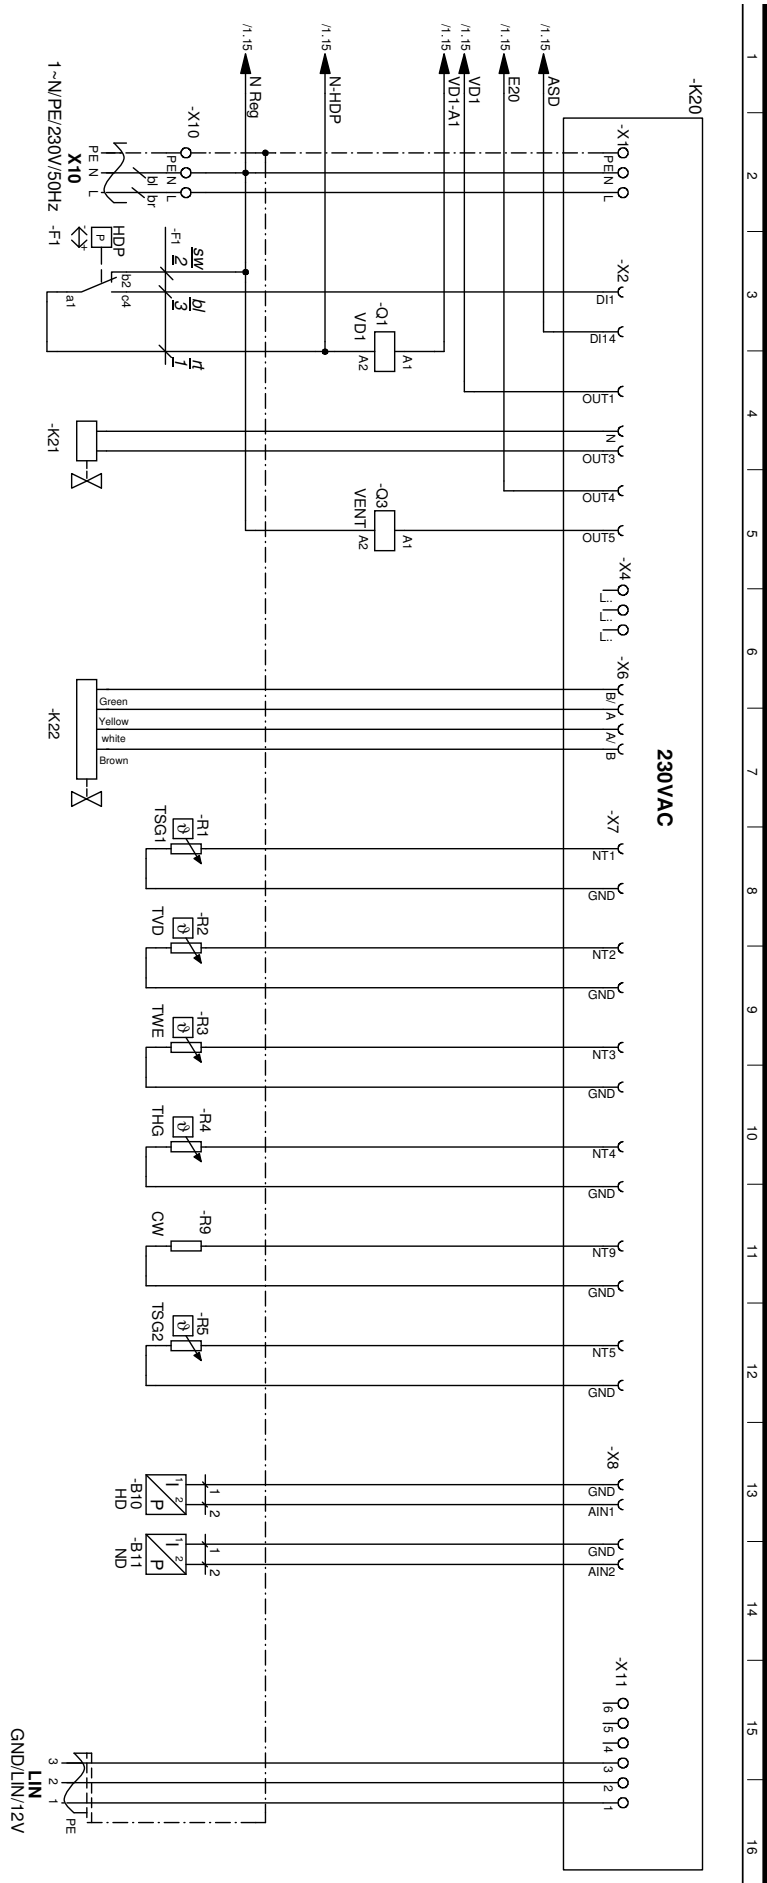 1
2
3
4
5
6
7
8
9
10
11
12
13
14
15
16
-K20
230VAC
/1.15
N Reg
/1.15
N-HDP
/1.15
VD1-A1
/1.15
VD1
/1.15
E20
/1.15
ASD
-X1
PE
N
L
-X2
DI1
DI14
OUT1
N
OUT3
OUT4
OUT5
-X4
L:
L:
L:
-X6
B/
A
A/
B
-X7
NT1
GND
NT2
GND
NT3
GND
NT4
GND
NT9
GND
NT5
GND
-X8
GND
AIN1
GND
AIN2
-X11
6
5
4
3
2
1
-Q1
VD1
A1
A2
-Q3
VENT
A1
A2
-X10
PE
N
L
bl
br
PE
N
L
X10
1~N/PE/230V/50Hz
-F1
sw
2
bl
3
rt
1
HDP
P
-F1
b2
c4
a1
-K21
Green
Yellow
white
Brown
-K22
-R1
ϑ
TSG1
-R2
ϑ
TVD
-R3
ϑ
TWE
-R4
ϑ
THG
-R9
CW
-R5
ϑ
TSG2
1
2
1
I
2
P
-B10
HD
1
2
1
I
2
P
-B11
ND
3
2
1
PE
LIN
GND/LIN/12V